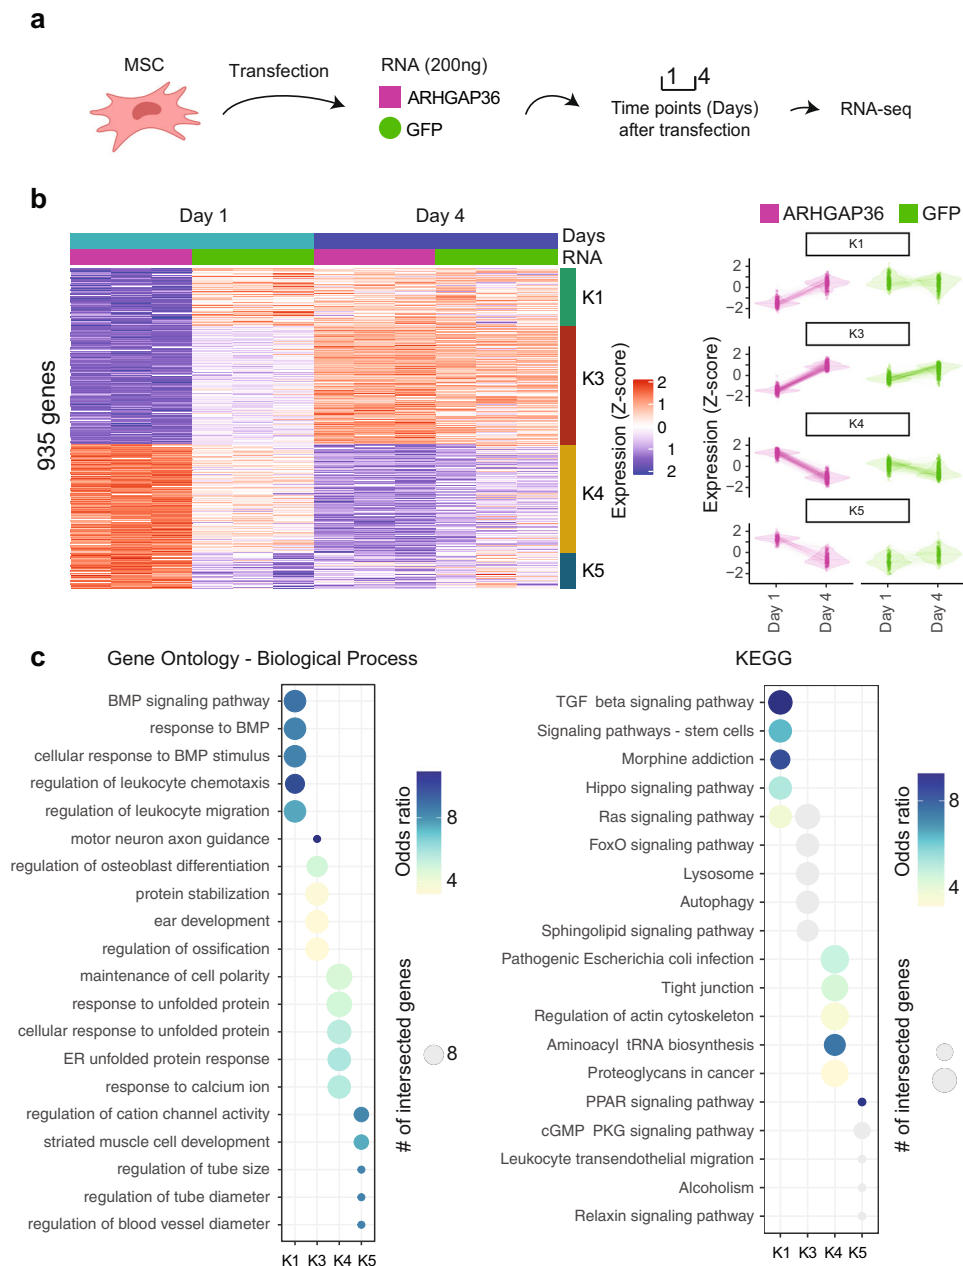 a
MSC
Transfection
RNA (200ng)
ARHGAP36
GFP
1 4
Time points (Days)
after transfection
RNA-seq
b
Day 1
Day 4
Days
RNA
935 genes
K1
K3
K4
K5
Expression (Z-score)
2
1
0
1
2
ARHGAP36
GFP
Expression (Z-score)
K1
2
0
−2
K3
2
0
−2
K4
2
0
−2
K5
2
0
−2
Day 1
Day 4
Day 1
Day 4
c
Gene Ontology - Biological Process
BMP signaling pathway
response to BMP
cellular response to BMP stimulus
regulation of leukocyte chemotaxis
regulation of leukocyte migration
motor neuron axon guidance
regulation of osteoblast differentiation
protein stabilization
ear development
regulation of ossification
maintenance of cell polarity
response to unfolded protein
cellular response to unfolded protein
ER unfolded protein response
response to calcium ion
regulation of cation channel activity
striated muscle cell development
regulation of tube size
regulation of tube diameter
regulation of blood vessel diameter
K1 K3 K4 K5
Odds ratio
8
4
# of intersected genes
8
KEGG
TGF beta signaling pathway
Signaling pathways - stem cells
Morphine addiction
Hippo signaling pathway
Ras signaling pathway
FoxO signaling pathway
Lysosome
Autophagy
Sphingolipid signaling pathway
Pathogenic Escherichia coli infection
Tight junction
Regulation of actin cytoskeleton
Aminoacyl tRNA biosynthesis
Proteoglycans in cancer
PPAR signaling pathway
cGMP PKG signaling pathway
Leukocyte transendothelial migration
Alcoholism
Relaxin signaling pathway
K1 K3 K4 K5
Odds ratio
8
4
# of intersected genes